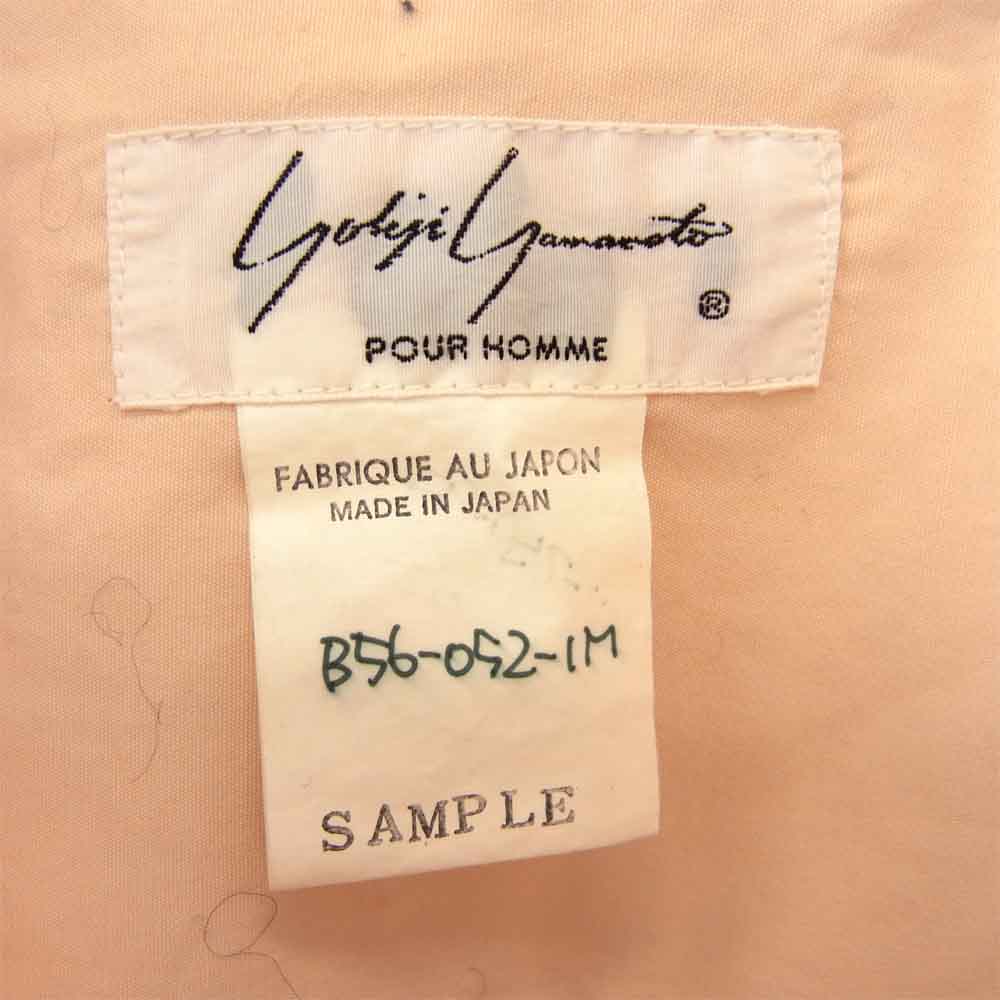 Yohji Yamamoto
®
POUR HOMME
FABRIQUE AU JAPON
MADE IN JAPAN
B56-052-1M
SAMPLE